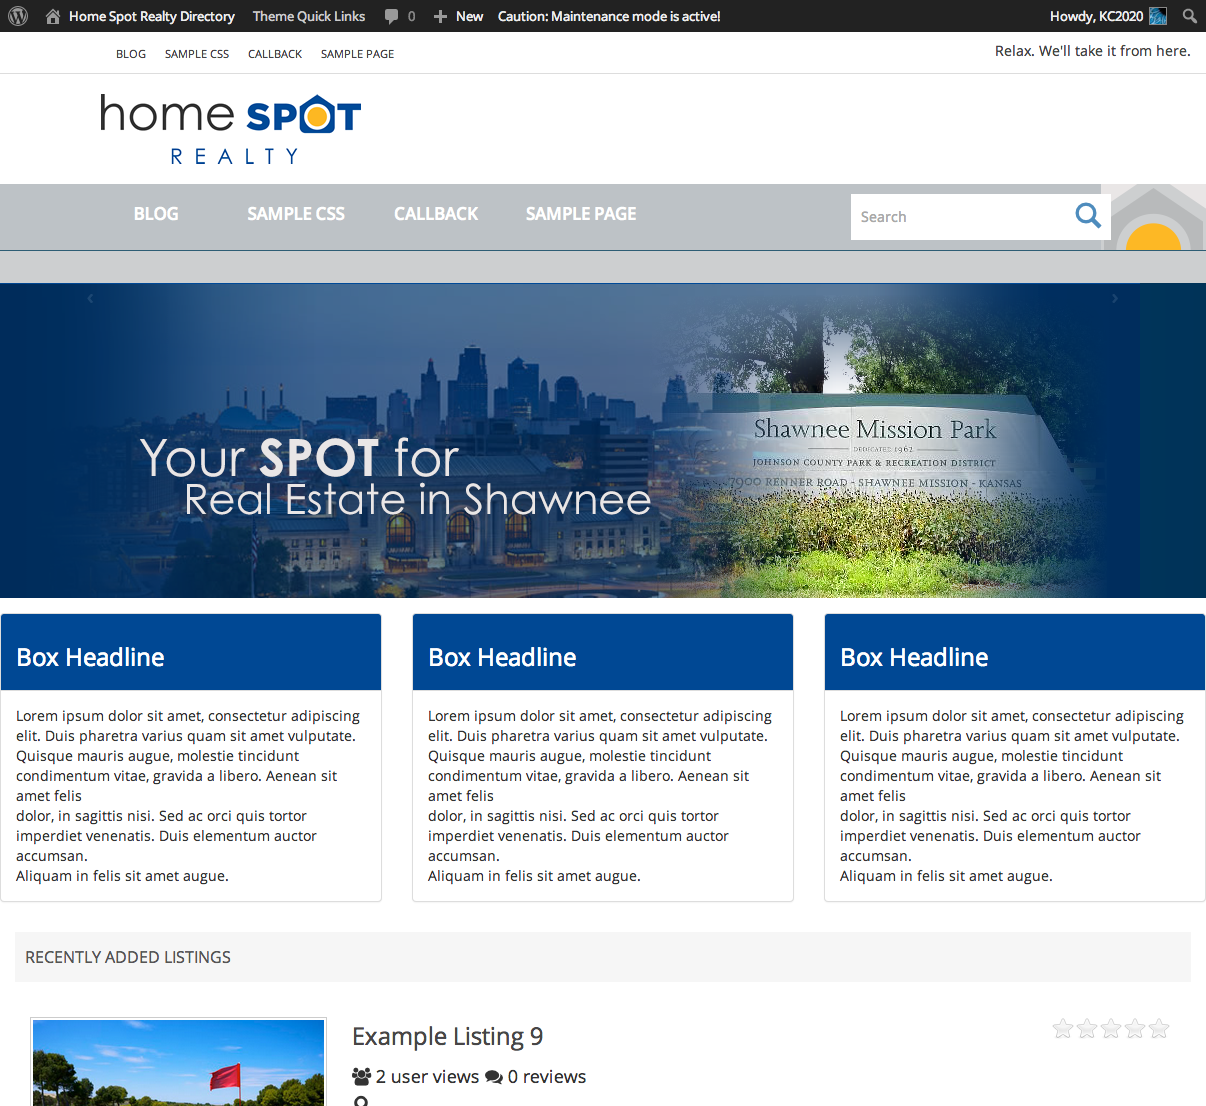 Home Spot Realty Directory Theme Quick Links 0 New Caution: Maintenance mode is active! Howdy, KC2020
BLOG SAMPLE CSS CALLBACK SAMPLE PAGE Relax. We'll take it from here.
home SPOT
REALTY
BLOG SAMPLE CSS CALLBACK SAMPLE PAGE Search
Your SPOT for
Real Estate in Shawnee
Shawnee Mission Park
DEDICATED 1962
JOHNSON COUNTY PARK & RECREATION DISTRICT
7900 RENNER ROAD - SHAWNEE MISSION - KANSAS
Box Headline
Lorem ipsum dolor sit amet, consectetur adipiscing
elit. Duis pharetra varius quam sit amet vulputate.
Quisque mauris augue, molestie tincidunt
condimentum vitae, gravida a libero. Aenean sit
amet felis
dolor, in sagittis nisi. Sed ac orci quis tortor
imperdiet venenatis. Duis elementum auctor
accumsan.
Aliquam in felis sit amet augue.
Box Headline
Lorem ipsum dolor sit amet, consectetur adipiscing
elit. Duis pharetra varius quam sit amet vulputate.
Quisque mauris augue, molestie tincidunt
condimentum vitae, gravida a libero. Aenean sit
amet felis
dolor, in sagittis nisi. Sed ac orci quis tortor
imperdiet venenatis. Duis elementum auctor
accumsan.
Aliquam in felis sit amet augue.
Box Headline
Lorem ipsum dolor sit amet, consectetur adipiscing
elit. Duis pharetra varius quam sit amet vulputate.
Quisque mauris augue, molestie tincidunt
condimentum vitae, gravida a libero. Aenean sit
amet felis
dolor, in sagittis nisi. Sed ac orci quis tortor
imperdiet venenatis. Duis elementum auctor
accumsan.
Aliquam in felis sit amet augue.
RECENTLY ADDED LISTINGS
Example Listing 9
2 user views 0 reviews